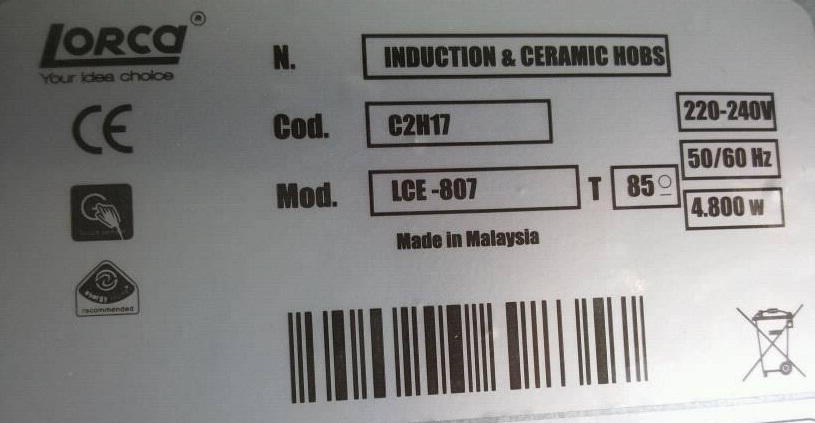 LORCA®
Your idea choice
N. INDUCTION & CERAMIC HOBS
Cod. C2H17
220-240V
50/60 Hz
Mod. LCE -807 T 85°
4.800 w
Made in Malaysia
CE
energy
recommended